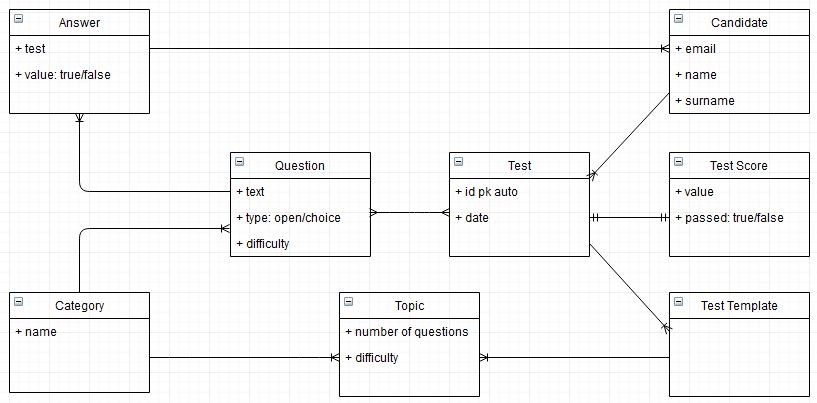 Answer
+ test
+ value: true/false
Candidate
+ email
+ name
+ surname
Question
+ text
+ type: open/choice
+ difficulty
Test
+ id pk auto
+ date
Test Score
+ value
+ passed: true/false
Category
+ name
Topic
+ number of questions
+ difficulty
Test Template